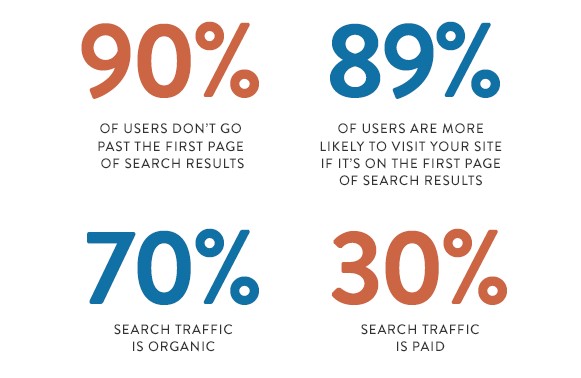 90%
OF USERS DON'T GO
PAST THE FIRST PAGE
OF SEARCH RESULTS
89%
OF USERS ARE MORE
LIKELY TO VISIT YOUR SITE
IF IT'S ON THE FIRST PAGE
OF SEARCH RESULTS
70%
SEARCH TRAFFIC
IS ORGANIC
30%
SEARCH TRAFFIC
IS PAID